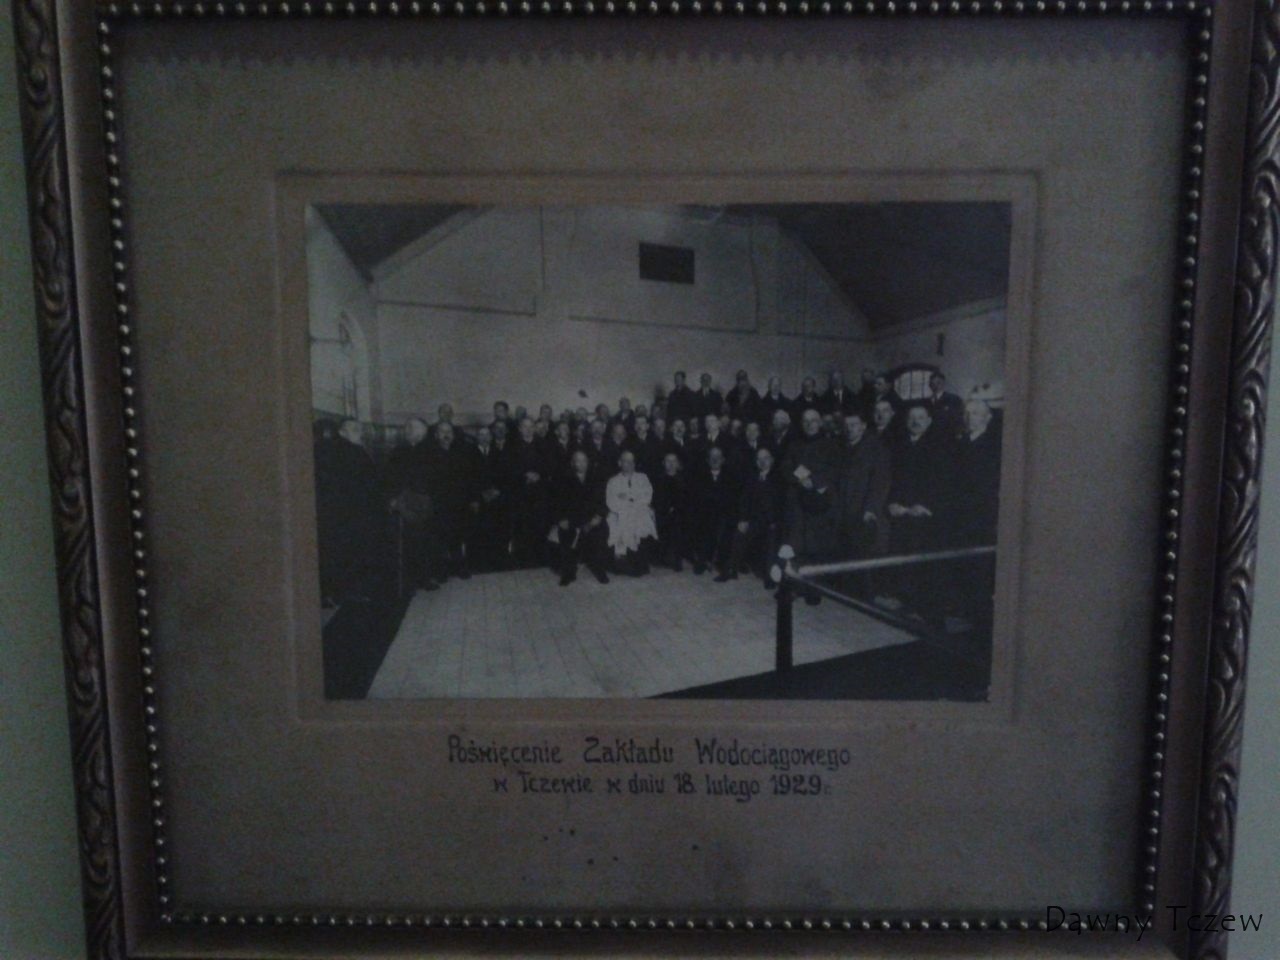 Poświęcenie Zakładu Wodociągowego
w Tczewie w dniu 18. lutego 1929 r.
Dawny Tczew